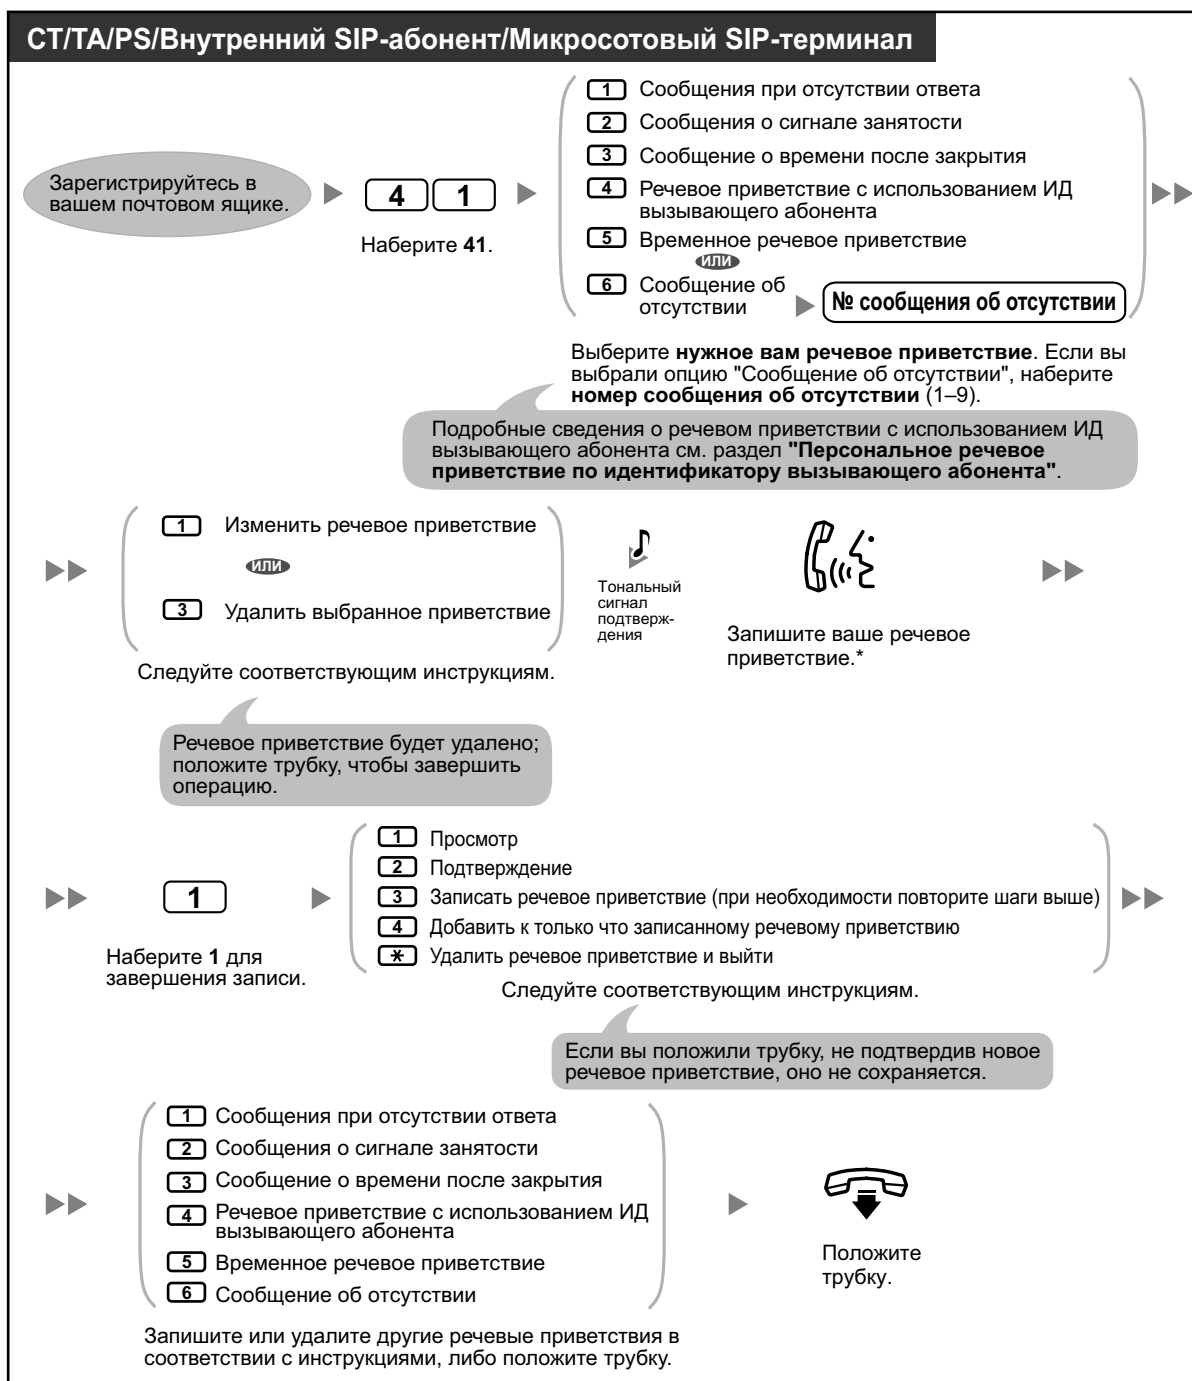 СТ/ТА/PS/Внутренний SIP-абонент/Микросотовый SIP-терминал
Зарегистрируйтесь в
вашем почтовом ящике.
4 1
Наберите 41.
1 Сообщения при отсутствии ответа
2 Сообщения о сигнале занятости
3 Сообщение о времени после закрытия
4 Речевое приветствие с использованием ИД
вызывающего абонента
5 Временное речевое приветствие
или
6 Сообщение об
отсутствии
№ сообщения об отсутствии
Выберите нужное вам речевое приветствие. Если вы
выбрали опцию "Сообщение об отсутствии", наберите
номер сообщения об отсутствии (1–9).
Подробные сведения о речевом приветствии с использованием ИД
вызывающего абонента см. раздел "Персональное речевое
приветствие по идентификатору вызывающего абонента".
1 Изменить речевое приветствие
или
3 Удалить выбранное приветствие
Следуйте соответствующим инструкциям.
Тональный
сигнал
подтверж-
дения
Запишите ваше речевое
приветствие.*
Речевое приветствие будет удалено;
положите трубку, чтобы завершить
операцию.
1
Наберите 1 для
завершения записи.
1 Просмотр
2 Подтверждение
3 Записать речевое приветствие (при необходимости повторите шаги выше)
4 Добавить к только что записанному речевому приветствию
* Удалить речевое приветствие и выйти
Следуйте соответствующим инструкциям.
Если вы положили трубку, не подтвердив новое
речевое приветствие, оно не сохраняется.
1 Сообщения при отсутствии ответа
2 Сообщения о сигнале занятости
3 Сообщение о времени после закрытия
4 Речевое приветствие с использованием ИД
вызывающего абонента
5 Временное речевое приветствие
6 Сообщение об отсутствии
Запишите или удалите другие речевые приветствия в
соответствии с инструкциями, либо положите трубку.
Положите
трубку.